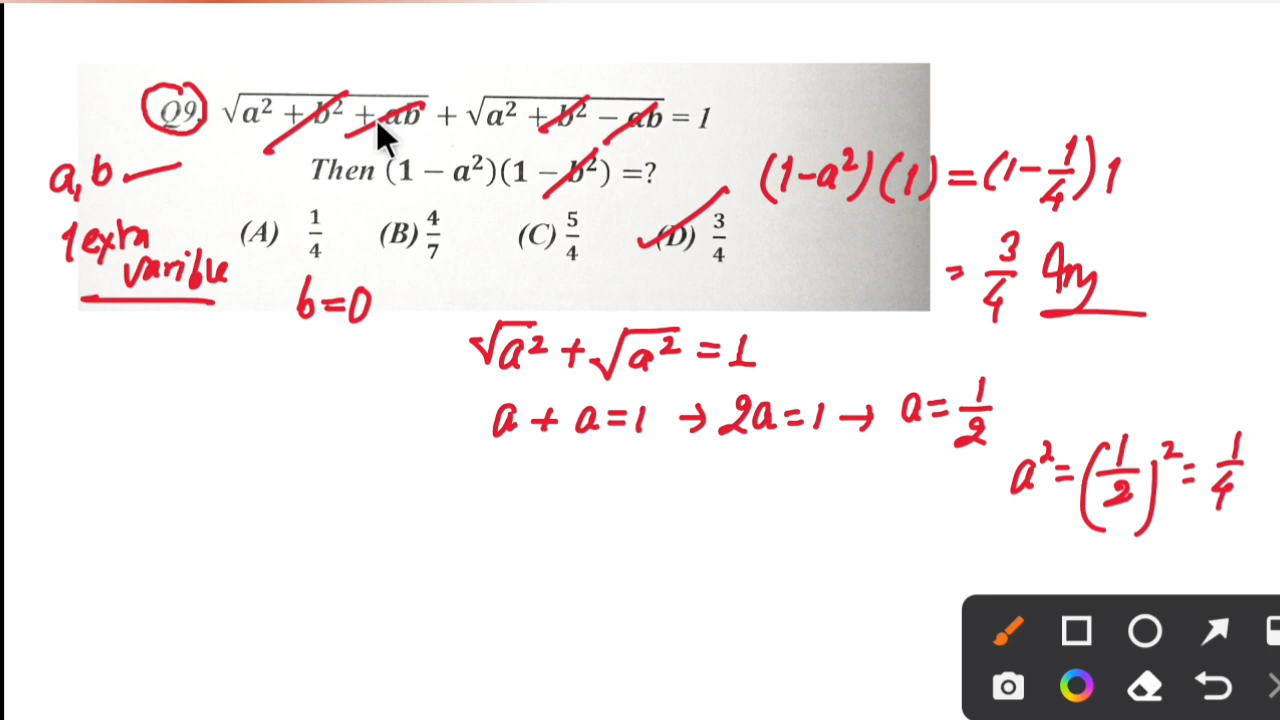 Q9. √a² + b² + ab + √a² + b² − ab = 1
Then (1 − a²)(1 − b²) =?
(A) 1/4 (B) 4/7 (C) 5/4 (D) 3/4
a,b
1 extra
varible
b=0
(1-a²)(1)=(1-1/4)1
= 3/4 Ans
√a² + √a² = 1
a + a = 1 → 2a = 1 → a = 1/2
a² = (1/2)² = 1/4